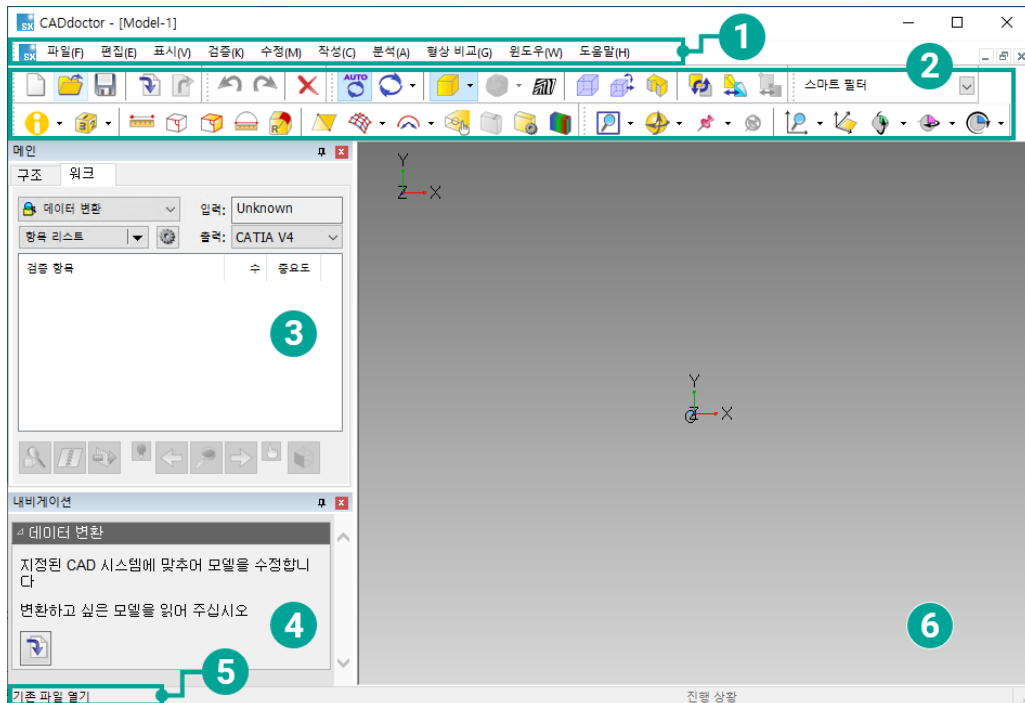 CADdoctor - [Model-1]
파일(F) 편집(E) 표시(V) 검증(K) 수정(M) 작성(C) 분석(A) 형상 비교(G) 윈도우(W) 도움말(H)
1
2
AUTO
스마트 필터
메인
구조 워크
데이터 변환 입력: Unknown
항목 리스트 출력: CATIA V4
검증 항목 수 중요도
3
내비게이션
데이터 변환
지정된 CAD 시스템에 맞추어 모델을 수정합니
다
변환하고 싶은 모델을 읽어 주십시오
4
5
기존 파일 열기
진행 상황
Y
Z X
Y
Z X
6